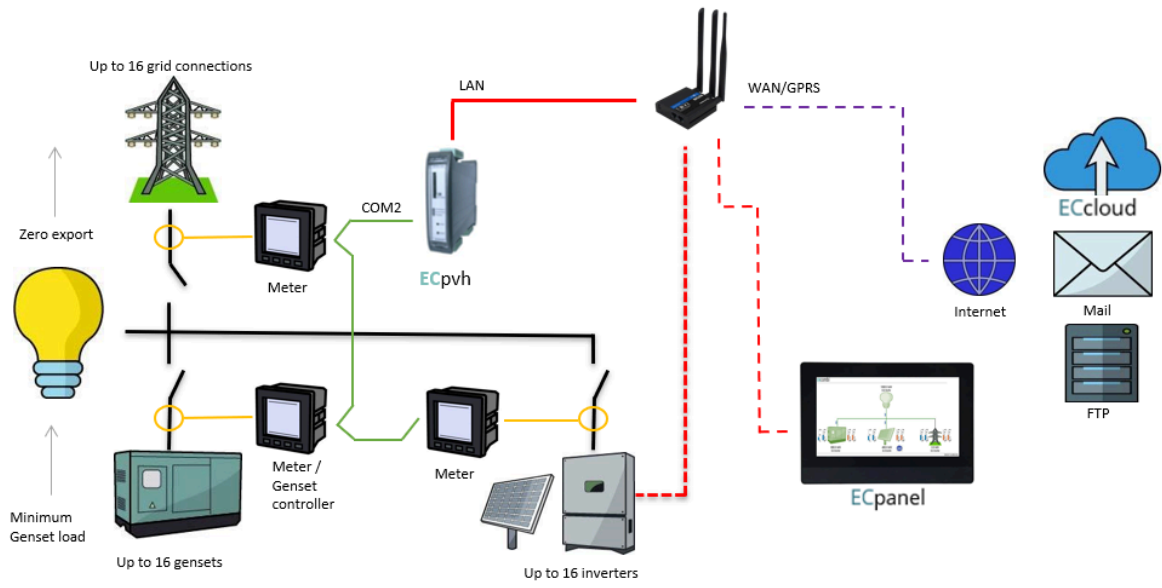 Up to 16 grid connections
LAN
WAN/GPRS
COM2
Zero export
Meter
ECpvh
ECcloud
Internet
Mail
FTP
Meter /
Genset
controller
Meter
ECpanel
Minimum
Genset load
Up to 16 gensets
Up to 16 inverters